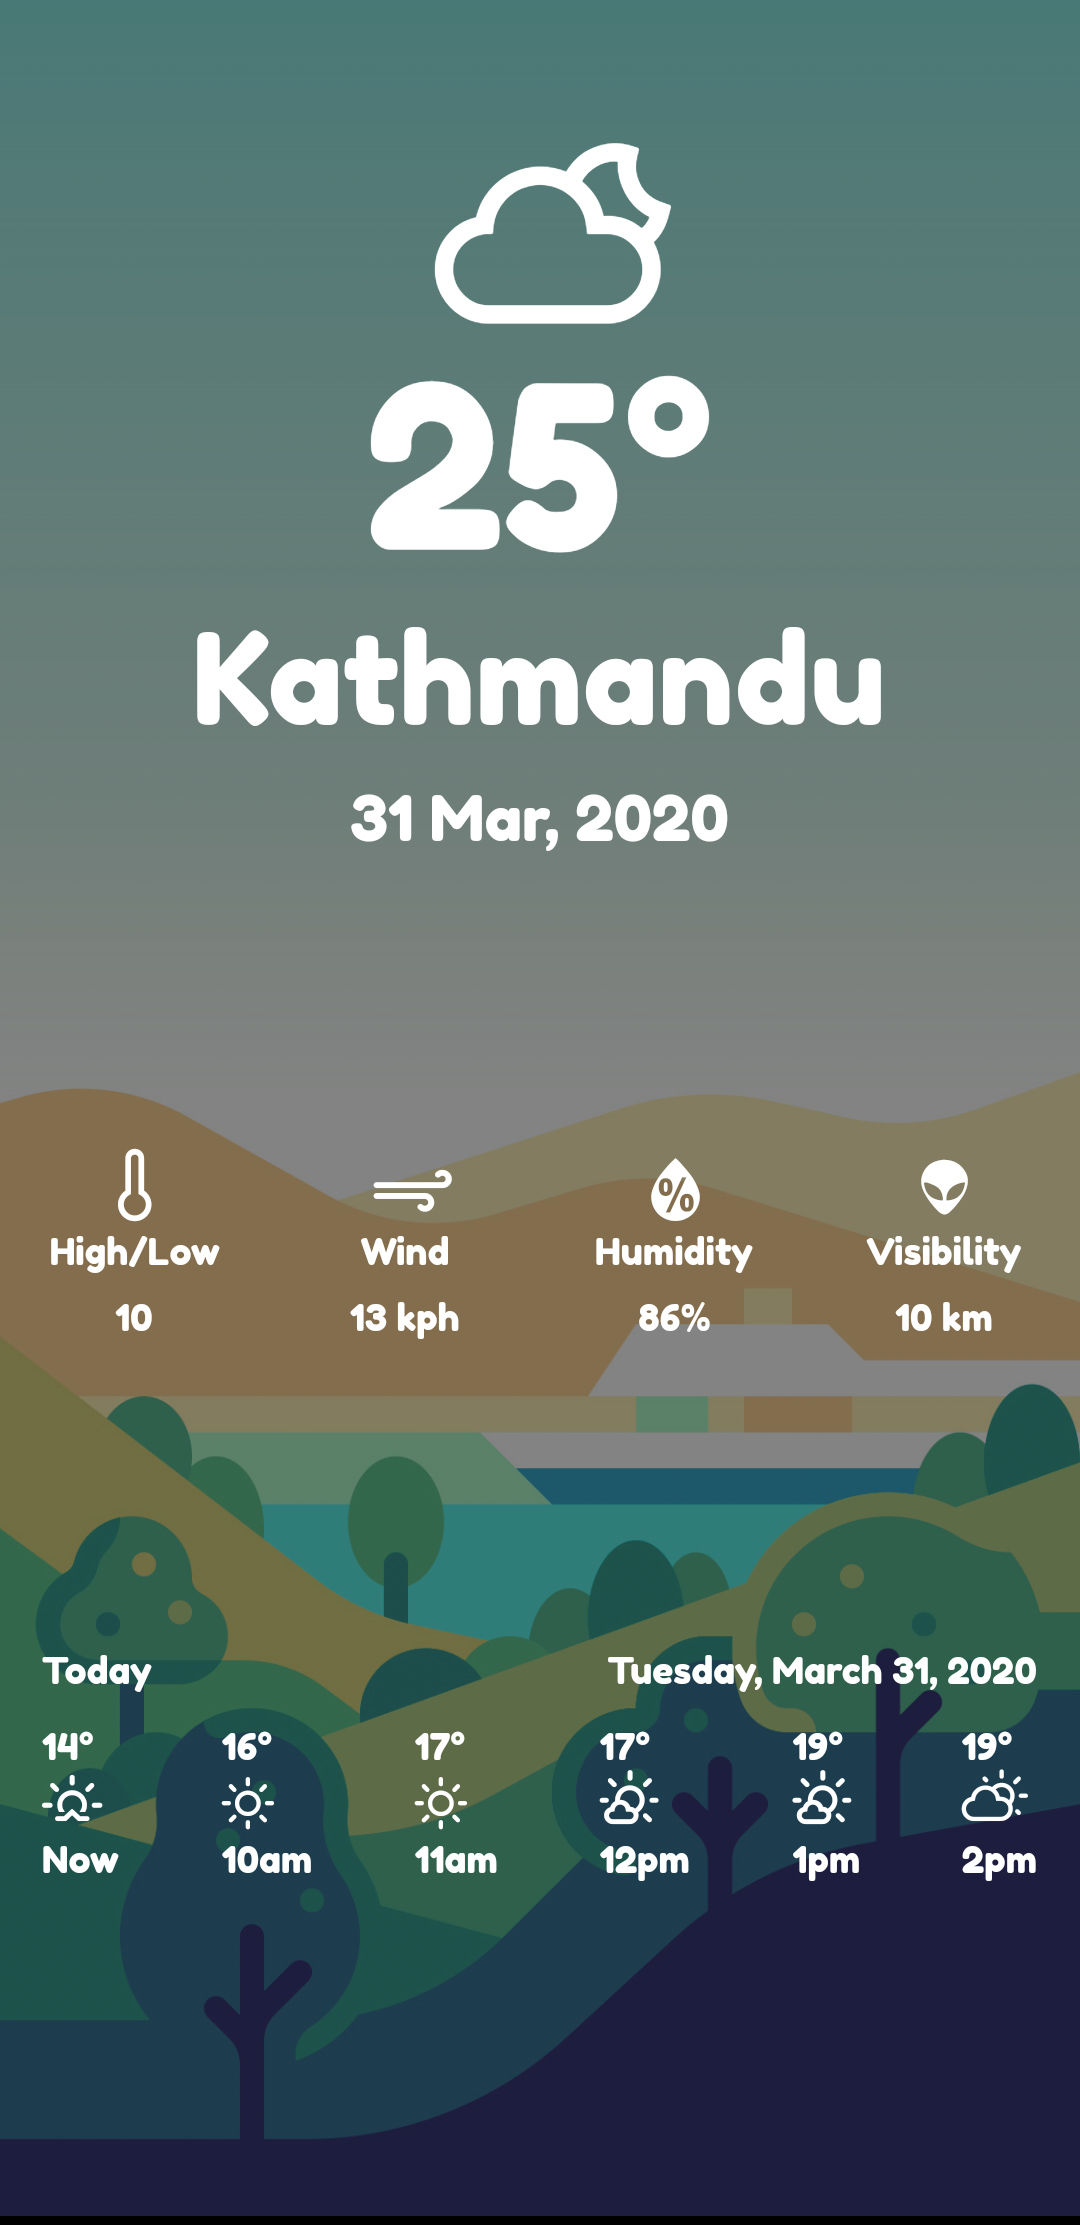 25°
Kathmandu
31 Mar, 2020
High/Low Wind Humidity Visibility
10 13 kph 86% 10 km
Today Tuesday, March 31, 2020
14° 16° 17° 17° 19° 19°
Now 10am 11am 12pm 1pm 2pm